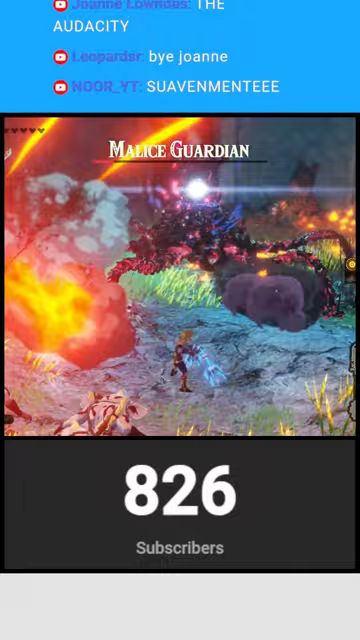 Joanne Lowndes: THE
AUDACITY
Leopardsr: bye joanne
NOOR_YT: SUAVENMENTEEE
MALICE GUARDIAN
826
Subscribers